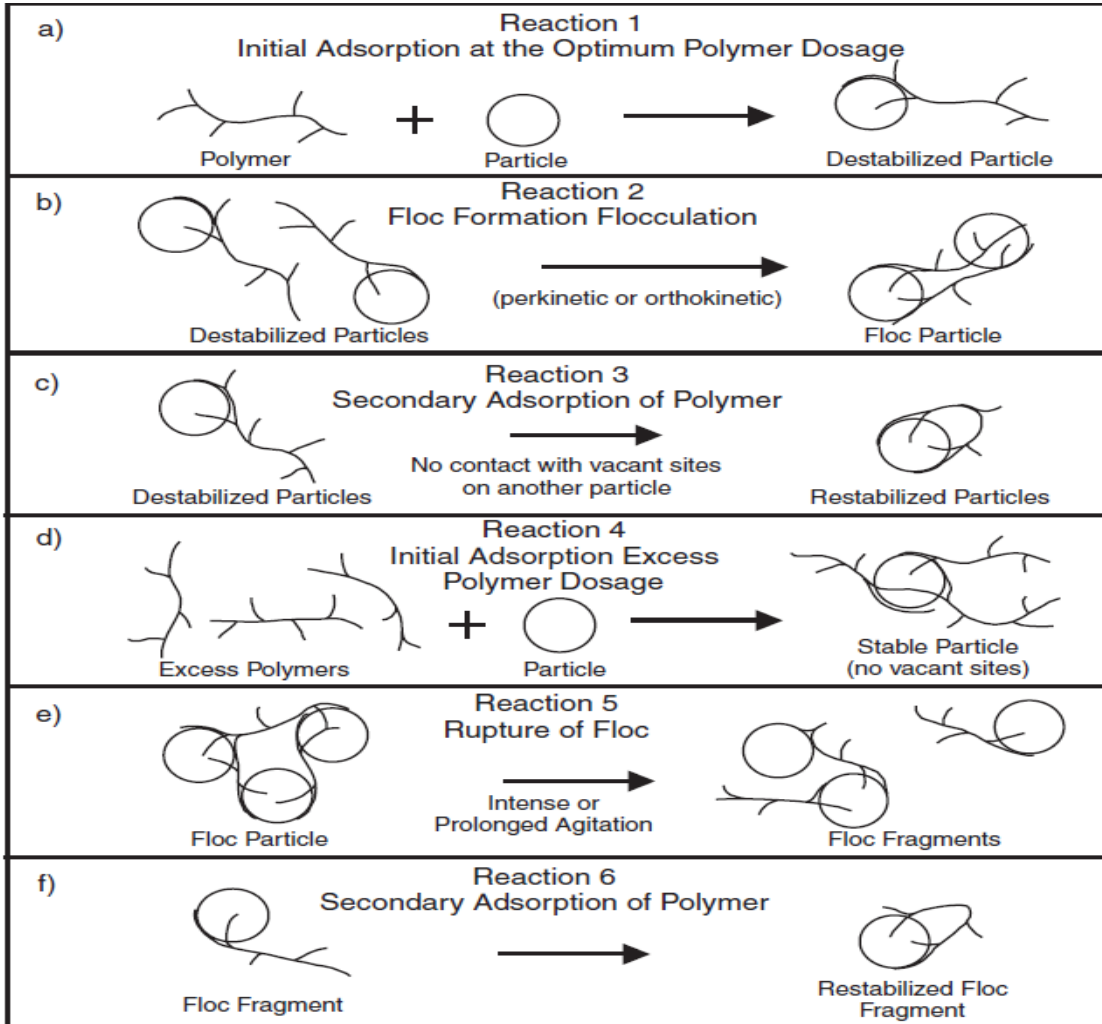 a)
Reaction 1
Initial Adsorption at the Optimum Polymer Dosage
+
Polymer
Particle
Destabilized Particle
b)
Reaction 2
Floc Formation Flocculation
(perkinetic or orthokinetic)
Destabilized Particles
Floc Particle
c)
Reaction 3
Secondary Adsorption of Polymer
No contact with vacant sites
on another particle
Destabilized Particles
Restabilized Particles
d)
Reaction 4
Initial Adsorption Excess
Polymer Dosage
+
Excess Polymers
Particle
Stable Particle
(no vacant sites)
e)
Reaction 5
Rupture of Floc
Intense or
Prolonged Agitation
Floc Particle
Floc Fragments
f)
Reaction 6
Secondary Adsorption of Polymer
Floc Fragment
Restabilized Floc
Fragment